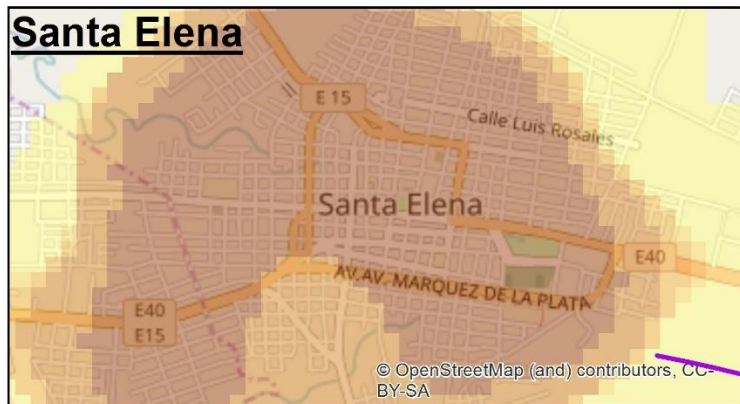 Santa Elena
E 15
Calle Luis Rosales
Santa Elena
E40
AV.AV. MARQUEZ DE LA PLATA
E40
E15
© OpenStreetMap (and) contributors, CC-
BY-SA